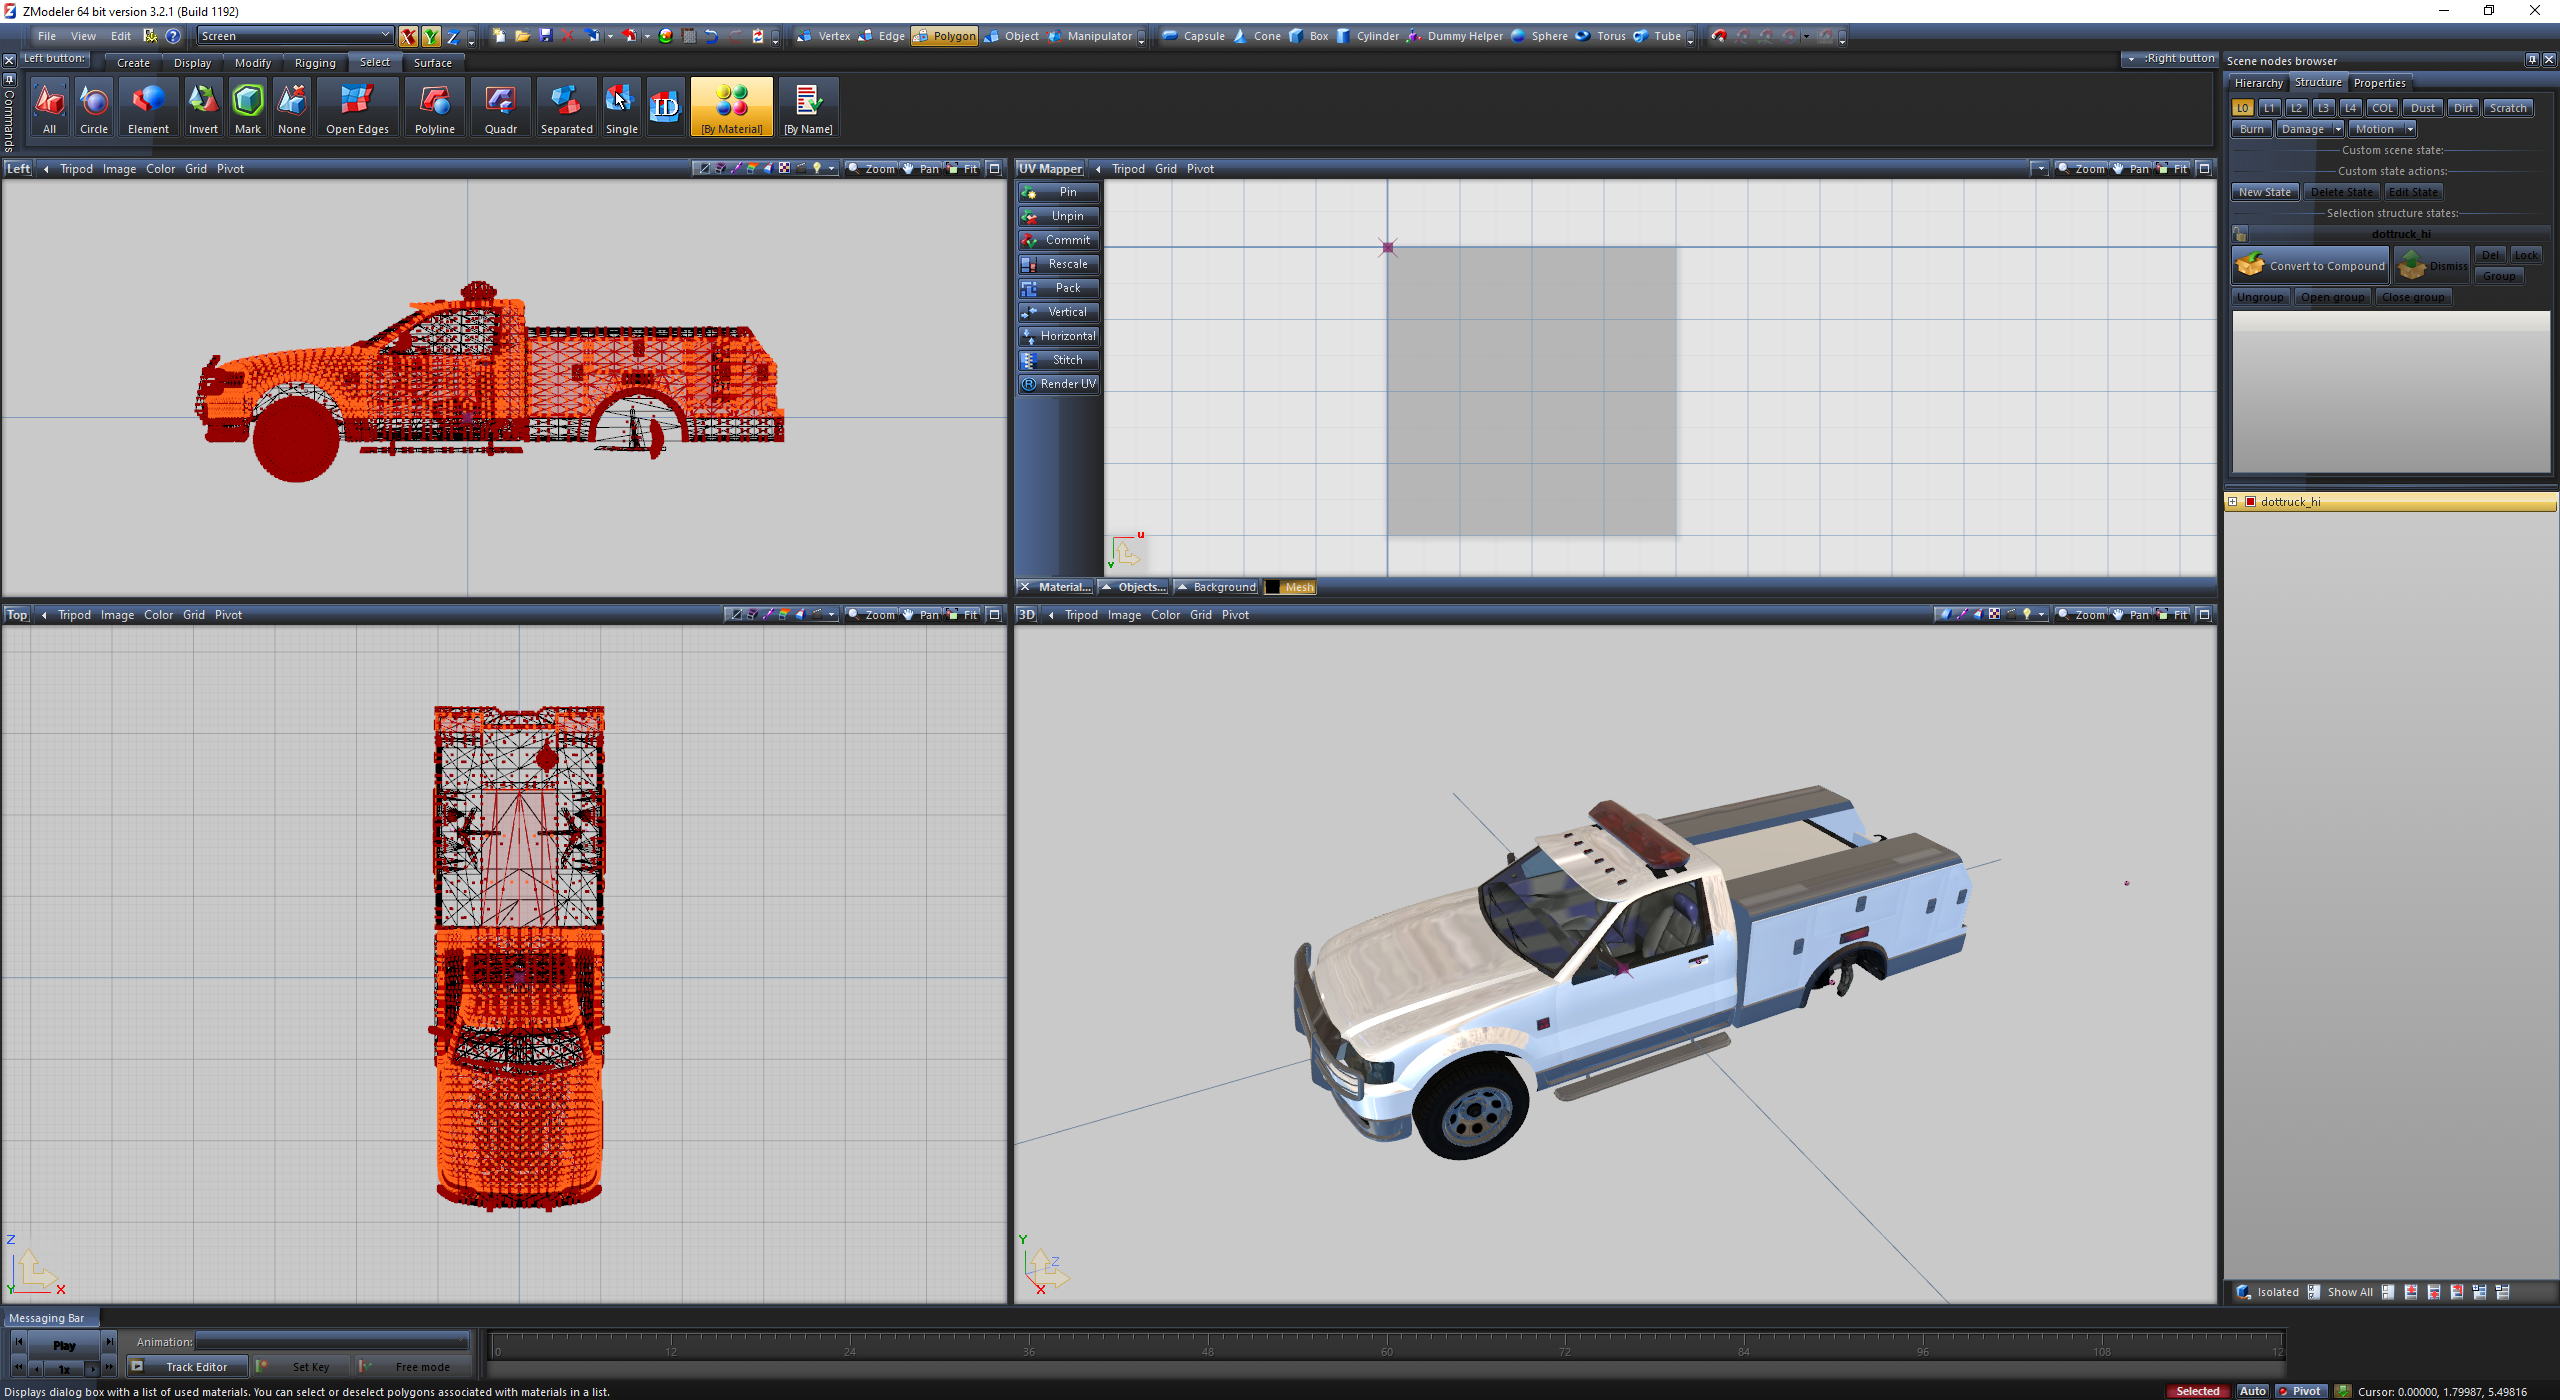 ZModeler 64 bit version 3.2.1 (Build 1192)
File View Edit Screen X Y Z Vertex Edge Polygon Object Manipulator Capsule Cone Box Cylinder Dummy Helper Sphere Torus Tube
Left button: Create Display Modify Rigging Select Surface :Right button
Commands
All Circle Element Invert Mark None Open Edges Polyline Quadr Separated Single ID [By Material] [By Name]
Scene nodes browser
Hierarchy Structure Properties
L0 L1 L2 L3 L4 COL Dust Dirt Scratch
Burn Damage Motion
Custom scene state:
Custom state actions:
New State Delete State Edit State
Selection structure states:
dottruck_hi
Convert to Compound Dismiss Del Lock
Group
Ungroup Open group Close group
dottruck_hi
Isolated Show All
Left Tripod Image Color Grid Pivot Zoom Pan Fit
UV Mapper Tripod Grid Pivot Zoom Pan Fit
Pin
Unpin
Commit
Rescale
Pack
Vertical
Horizontal
Stitch
R Render UV
u
v
Material... Objects... Background Mesh
Top Tripod Image Color Grid Pivot Zoom Pan Fit
Z
Y X
3D Tripod Image Color Grid Pivot Zoom Pan Fit
Y
Z
X
Messaging Bar
Play Animation:
1x Track Editor Set Key Free mode
0 12 24 36 48 60 72 84 96 108 12
Displays dialog box with a list of used materials. You can select or deselect polygons associated with materials in a list.
Selected Auto Pivot Cursor: 0.00000, 1.79987, 5.49816